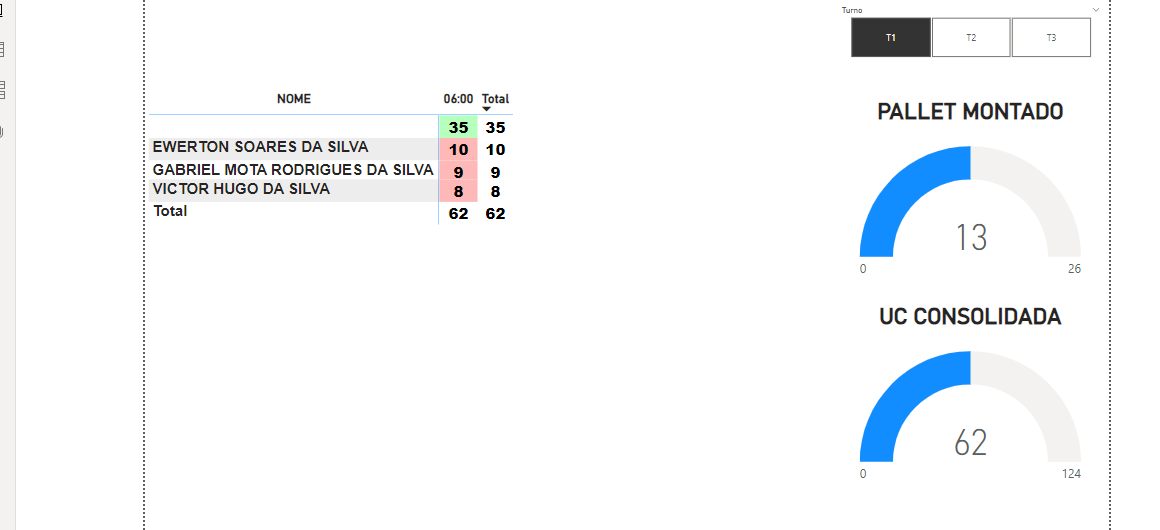 Turno
T1 T2 T3
NOME 06:00 Total
35 35
EWERTON SOARES DA SILVA 10 10
GABRIEL MOTA RODRIGUES DA SILVA 9 9
VICTOR HUGO DA SILVA 8 8
Total 62 62
PALLET MONTADO
13
0 26
UC CONSOLIDADA
62
0 124